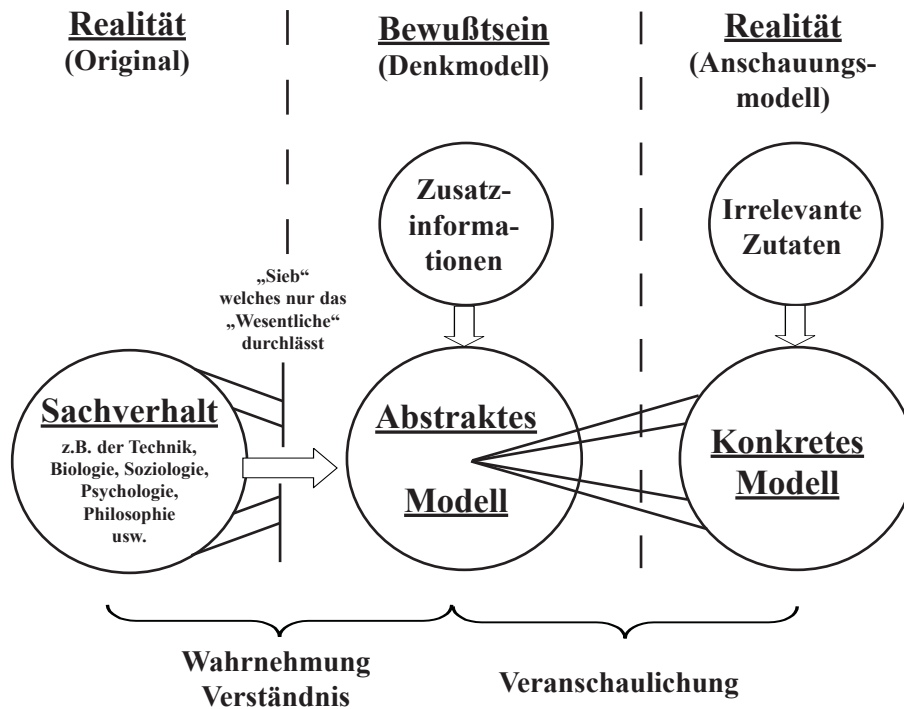 Realität
(Original)
Bewußtsein
(Denkmodell)
Realität
(Anschauungs-
modell)
Zusatz-
informa-
tionen
Irrelevante
Zutaten
„Sieb“
welches nur das
„Wesentliche“
durchlässt
Sachverhalt
z.B. der Technik,
Biologie, Soziologie,
Psychologie,
Philosophie
usw.
Abstraktes
Modell
Konkretes
Modell
Wahrnehmung
Verständnis
Veranschaulichung